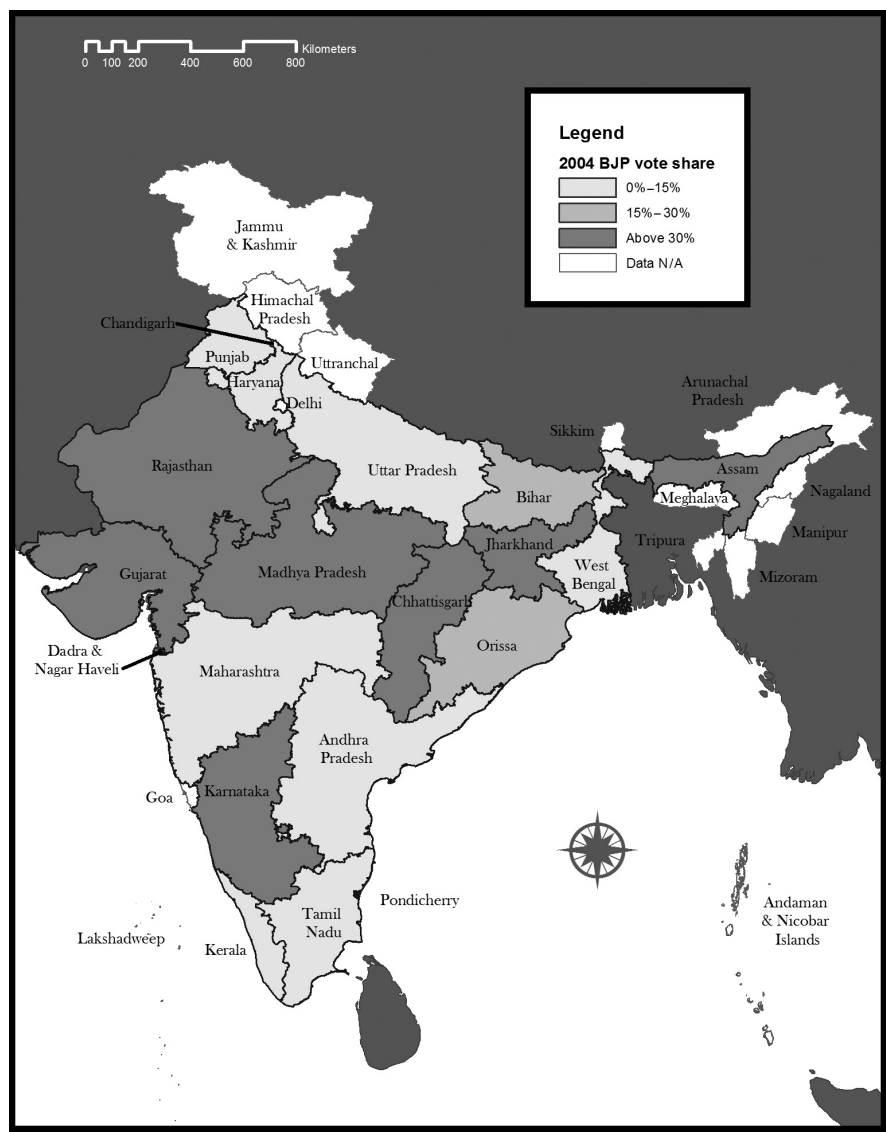 Kilometers
0 100 200 400 600 800
Legend
2004 BJP vote share
0%–15%
15%–30%
Above 30%
Data N/A
Jammu
& Kashmir
Himachal
Pradesh
Chandigarh
Punjab
Uttranchal
Haryana
Delhi
Arunachal
Pradesh
Sikkim
Rajasthan
Uttar Pradesh
Assam
Bihar
Meghalava
Nagaland
Manipur
Tripura
Jharkhand
Gujarat
Madhya Pradesh
West
Bengal
Mizoram
Chhattisgarh
Dadra &
Nagar Haveli
Orissa
Maharashtra
Andhra
Pradesh
Goa
Karnataka
Pondicherry
Andaman
& Nicobar
Islands
Tamil
Nadu
Lakshadweep
Kerala